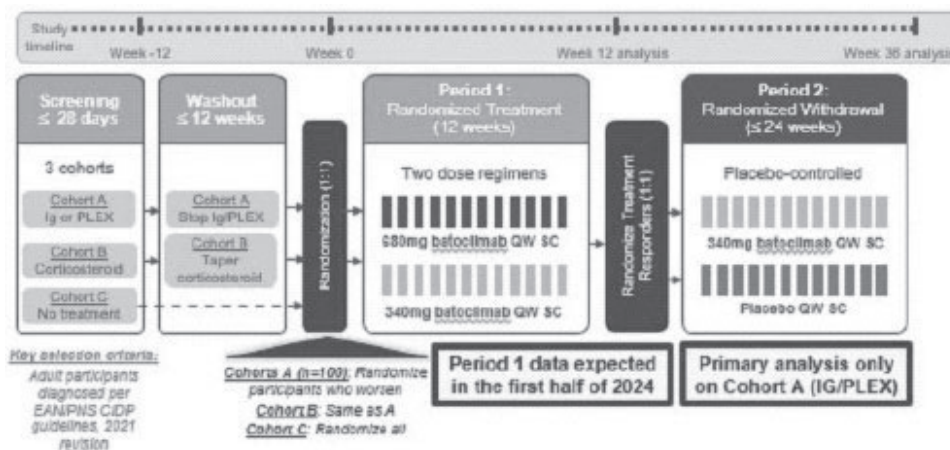 Study
timeline
Week -12
Week 0
Week 12 analysis
Week 36 analysis
Screening
≤ 28 days
3 cohorts
Cohort A
Ig or PLEX
Cohort B
Corticosteroid
Cohort C
No treatment
Washout
≤ 12 weeks
Cohort A
Stop Ig/PLEX
Cohort B
Taper
corticosteroid
Randomization (1:1)
Period 1:
Randomized Treatment
(12 weeks)
Two dose regimens
680mg batoclimab QW SC
340mg batoclimab QW SC
Randomize Treatment
Responders (1:1)
Period 2:
Randomized Withdrawal
(≤ 24 weeks)
Placebo-controlled
340mg batoclimab QW SC
Placebo QW SC
Key selection criteria:
Adult participants
diagnosed per
EAN/PNS CIDP
guidelines, 2021
revision
Cohorts A (n=100): Randomize
participants who worsen
Cohort B: Same as A
Cohort C: Randomize all
Period 1 data expected
in the first half of 2024
Primary analysis only
on Cohort A (IG/PLEX)